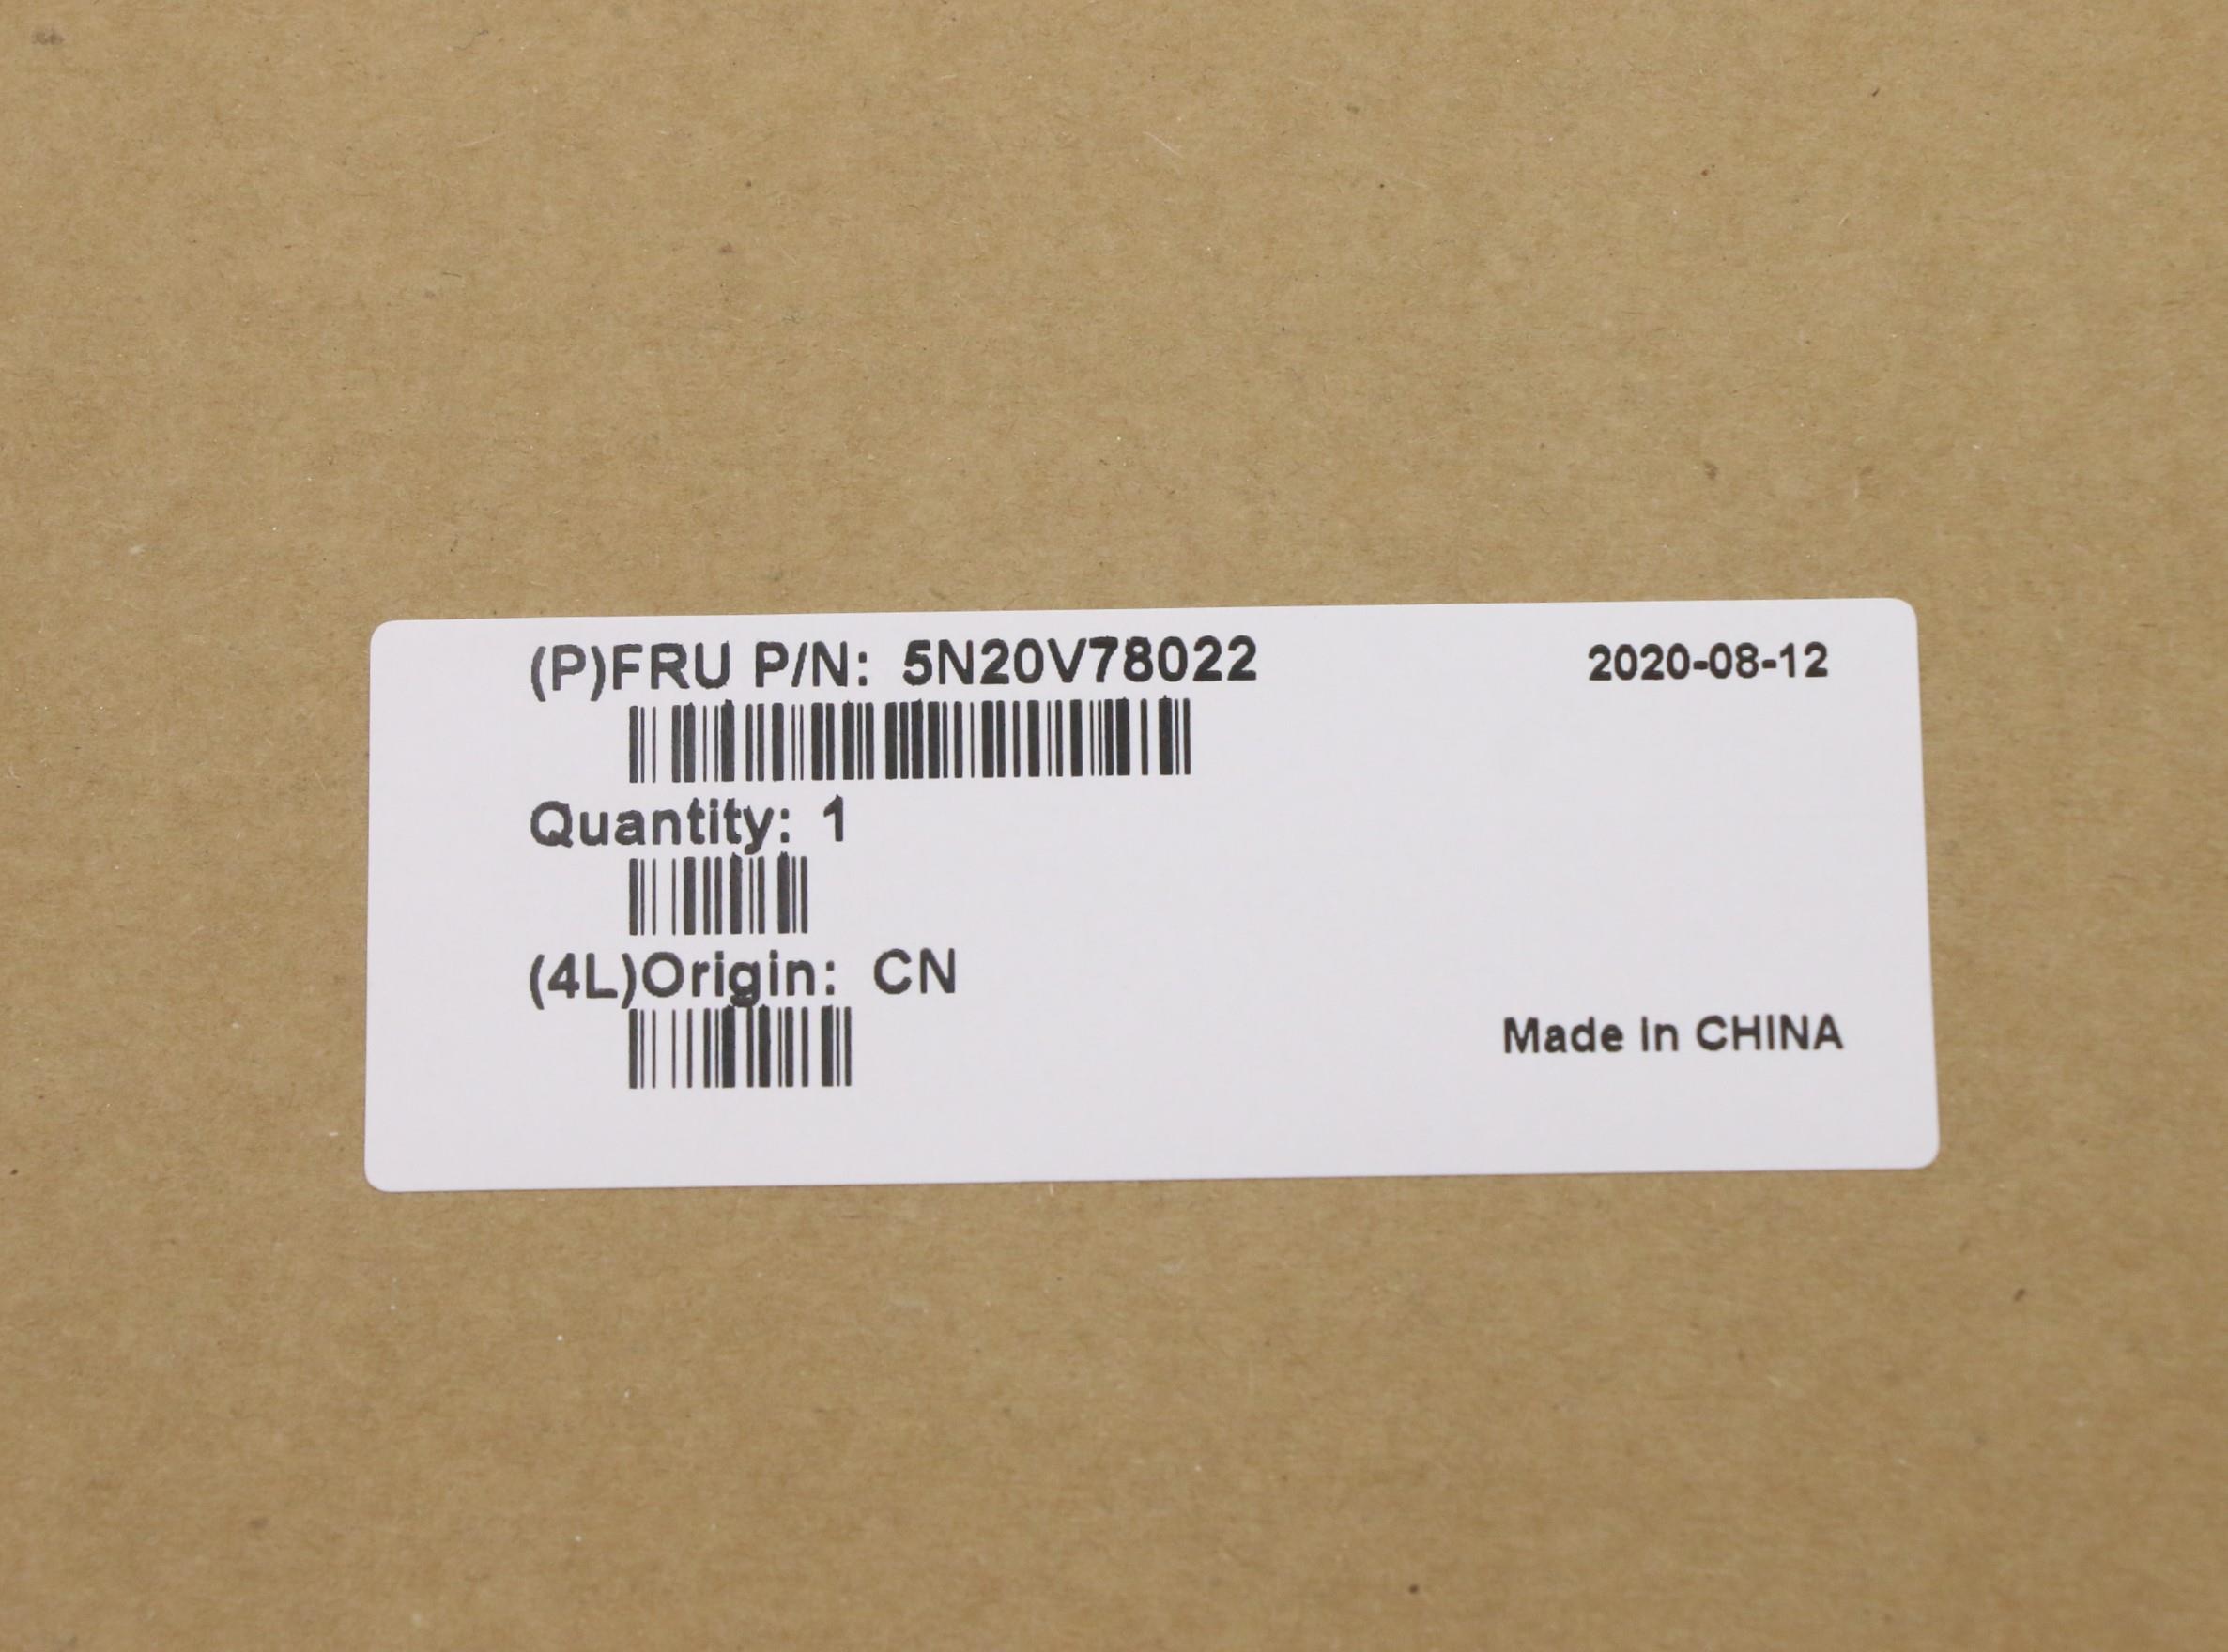 (P)FRU P/N: 5N20V78022
2020-08-12
Quantity: 1
(4L)Origin: CN
Made in CHINA